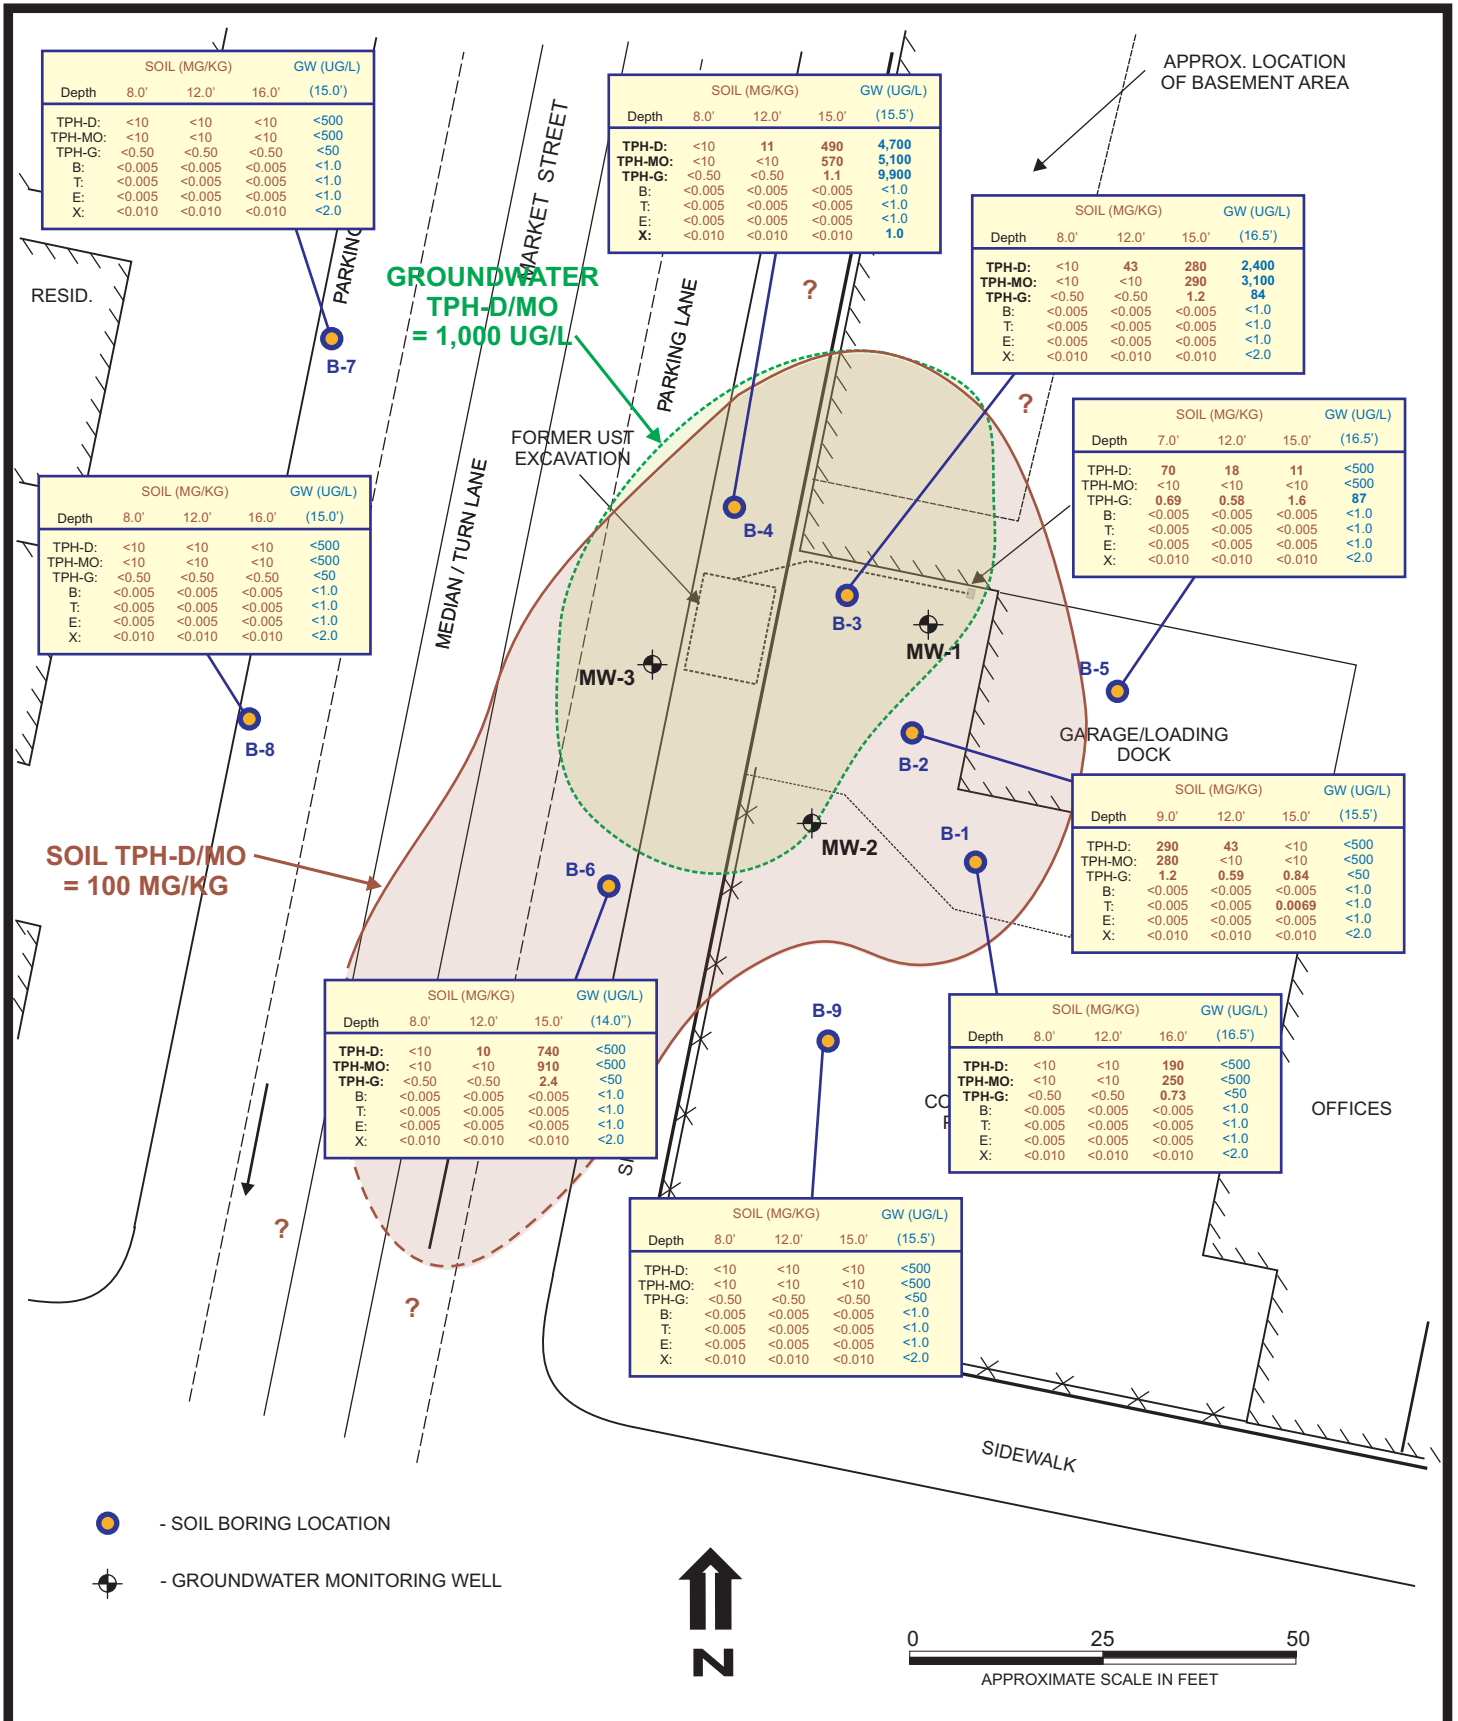 SOIL (MG/KG) GW (UG/L)
Depth 8.0' 12.0' 16.0' (15.0')
TPH-D: <10 <10 <10 <500
TPH-MO: <10 <10 <10 <500
TPH-G: <0.50 <0.50 <0.50 <50
B: <0.005 <0.005 <0.005 <1.0
T: <0.005 <0.005 <0.005 <1.0
E: <0.005 <0.005 <0.005 <1.0
X: <0.010 <0.010 <0.010 <2.0
SOIL (MG/KG) GW (UG/L)
Depth 8.0' 12.0' 15.0' (15.5')
TPH-D: <10 11 490 4,700
TPH-MO: <10 <10 570 5,100
TPH-G: <0.50 <0.50 1.1 9,900
B: <0.005 <0.005 <0.005 <1.0
T: <0.005 <0.005 <0.005 <1.0
E: <0.005 <0.005 <0.005 <1.0
X: <0.010 <0.010 <0.010 1.0
APPROX. LOCATION
OF BASEMENT AREA
SOIL (MG/KG) GW (UG/L)
Depth 8.0' 12.0' 15.0' (16.5')
TPH-D: <10 43 280 2,400
TPH-MO: <10 <10 290 3,100
TPH-G: <0.50 <0.50 1.2 84
B: <0.005 <0.005 <0.005 <1.0
T: <0.005 <0.005 <0.005 <1.0
E: <0.005 <0.005 <0.005 <1.0
X: <0.010 <0.010 <0.010 <2.0
MARKET STREET
PARKING
RESID.
GROUNDWATER
TPH-D/MO
= 1,000 UG/L
PARKING LANE
?
B-7
?
FORMER UST
EXCAVATION
SOIL (MG/KG) GW (UG/L)
Depth 7.0' 12.0' 15.0' (16.5')
TPH-D: 70 18 11 <500
TPH-MO: <10 <10 <10 <500
TPH-G: 0.69 0.58 1.6 87
B: <0.005 <0.005 <0.005 <1.0
T: <0.005 <0.005 <0.005 <1.0
E: <0.005 <0.005 <0.005 <1.0
X: <0.010 <0.010 <0.010 <2.0
SOIL (MG/KG) GW (UG/L)
Depth 8.0' 12.0' 16.0' (15.0')
TPH-D: <10 <10 <10 <500
TPH-MO: <10 <10 <10 <500
TPH-G: <0.50 <0.50 <0.50 <50
B: <0.005 <0.005 <0.005 <1.0
T: <0.005 <0.005 <0.005 <1.0
E: <0.005 <0.005 <0.005 <1.0
X: <0.010 <0.010 <0.010 <2.0
MEDIAN / TURN LANE
B-4
B-3
MW-1
MW-3
B-5
B-8
B-2
GARAGE/LOADING
DOCK
SOIL (MG/KG) GW (UG/L)
Depth 9.0' 12.0' 15.0' (15.5')
TPH-D: 290 43 <10 <500
TPH-MO: 280 <10 <10 <500
TPH-G: 1.2 0.59 0.84 <50
B: <0.005 <0.005 <0.005 <1.0
T: <0.005 <0.005 0.0069 <1.0
E: <0.005 <0.005 <0.005 <1.0
X: <0.010 <0.010 <0.010 <2.0
MW-2
B-1
SOIL TPH-D/MO
= 100 MG/KG
B-6
SOIL (MG/KG) GW (UG/L)
Depth 8.0' 12.0' 15.0' (14.0'')
TPH-D: <10 10 740 <500
TPH-MO: <10 <10 910 <500
TPH-G: <0.50 <0.50 2.4 <50
B: <0.005 <0.005 <0.005 <1.0
T: <0.005 <0.005 <0.005 <1.0
E: <0.005 <0.005 <0.005 <1.0
X: <0.010 <0.010 <0.010 <2.0
B-9
SOIL (MG/KG) GW (UG/L)
Depth 8.0' 12.0' 16.0' (16.5')
TPH-D: <10 <10 190 <500
TPH-MO: <10 <10 250 <500
TPH-G: <0.50 <0.50 0.73 <50
B: <0.005 <0.005 <0.005 <1.0
T: <0.005 <0.005 <0.005 <1.0
E: <0.005 <0.005 <0.005 <1.0
X: <0.010 <0.010 <0.010 <2.0
OFFICES
?
?
SOIL (MG/KG) GW (UG/L)
Depth 8.0' 12.0' 15.0' (15.5')
TPH-D: <10 <10 <10 <500
TPH-MO: <10 <10 <10 <500
TPH-G: <0.50 <0.50 <0.50 <50
B: <0.005 <0.005 <0.005 <1.0
T: <0.005 <0.005 <0.005 <1.0
E: <0.005 <0.005 <0.005 <1.0
X: <0.010 <0.010 <0.010 <2.0
SIDEWALK
- SOIL BORING LOCATION
- GROUNDWATER MONITORING WELL
N
0 25 50
APPROXIMATE SCALE IN FEET